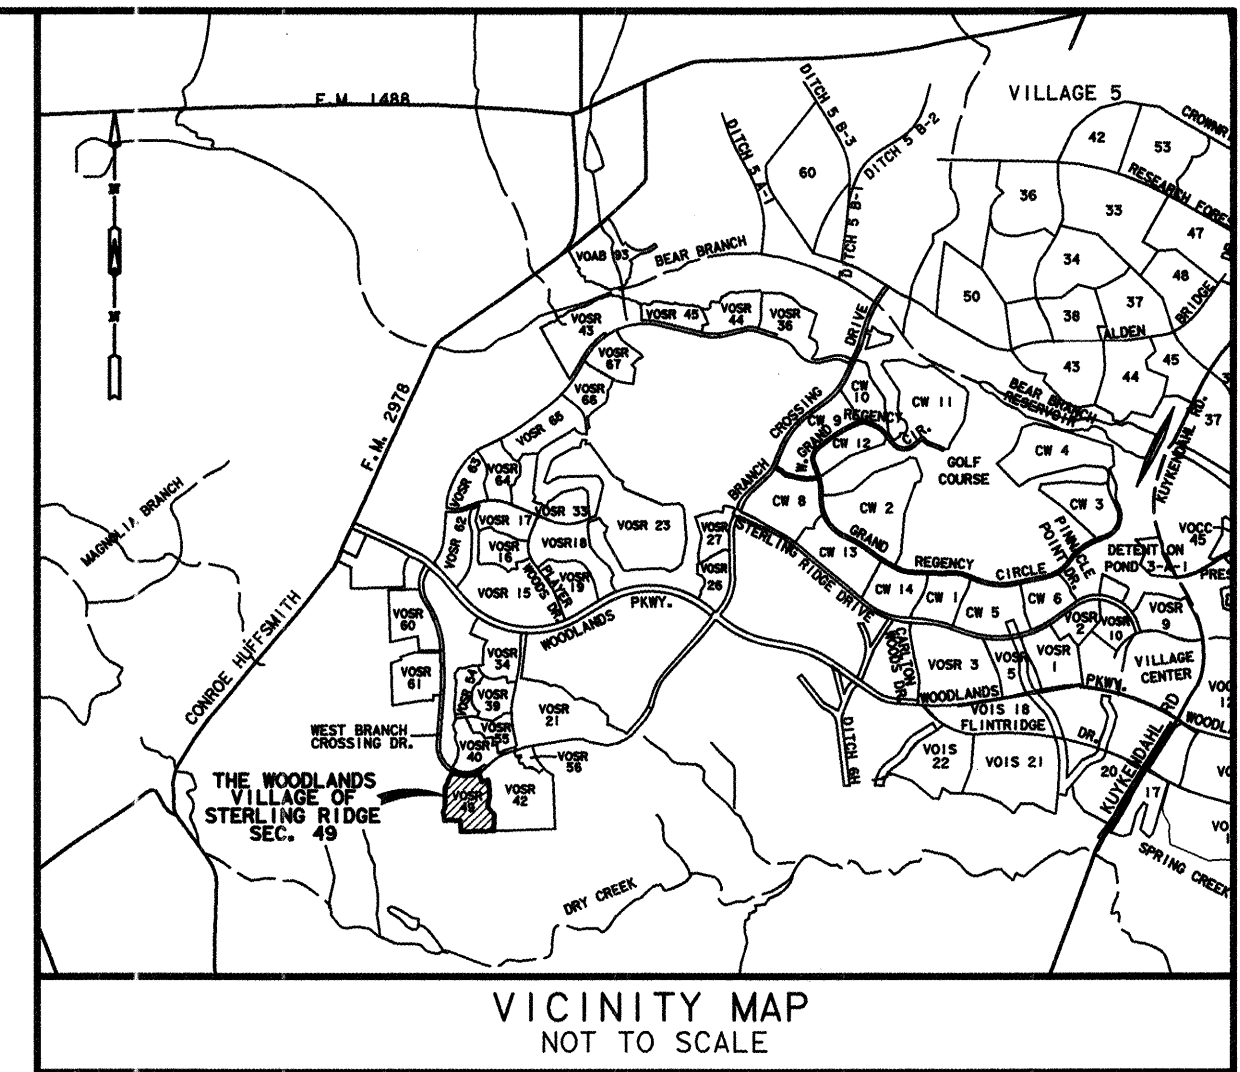 F.M. 1488
VILLAGE 5
DITCH 5 B-3
DITCH 5 B-2
DITCH 5 A-1
DITCH 5 B-1
60
42
53
RESEARCH
36
33
47
34
48
50
37
38
BRIDGE
ALDEN
45
43
44
37
BEAR BRANCH
VOAB 93
VOSR
43
VOSR 45
VOSR
44
VOSR
36
DRIVE
VOSR
67
VOSR
66
F.M. 2978
VOSR 65
VOSR 63
VOSR
64
CW
10
CW 11
CROSSING
CW 9
REGENCY
CIR.
W. GRAND
CW 12
BEAR BRANCH
RESERVOIR
KUYKENDAHL RD.
CW 4
GOLF
COURSE
BRANCH
CW 8
CW 2
CW 3
MAGNOLIA BRANCH
VOSR 62
VOSR 17
VOSR 33
VOSR 23
VOSR
27
VOSR
16
VOSR18
VOSR
26
STERLING RIDGE DRIVE
CW 13
GRAND
REGENCY
CIRCLE
PINNACLE
POINT DR.
DETENTION
POND 3-A-1
VOCC
45
VOSR 15
PLAYER
WOODS DR.
VOSR
19
CW 14
CW 1
CW 5
CW 6
VOSR
2
VOSR
10
VOSR
9
VOSR
60
PKWY.
WOODLANDS
CONROE HUFFSMITH
VOSR
61
VOSR
34
VOSR 54
VOSR
39
VOSR
21
CARLTON
WOODS DR.
VOSR 3
VOSR
5
VOSR
1
VILLAGE
CENTER
WOODLANDS
PKWY.
WEST BRANCH
CROSSING DR.
VOSR
55
VOSR
40
VOSR
56
VOIS 18
FLINTRIDGE
DR.
VOIS
22
VOIS 21
20
17
KUYKENDAHL RD
THE WOODLANDS
VILLAGE OF
STERLING RIDGE
SEC. 49
VOSR
49
VOSR
42
SPRING CREEK
DRY CREEK
VICINITY MAP
NOT TO SCALE